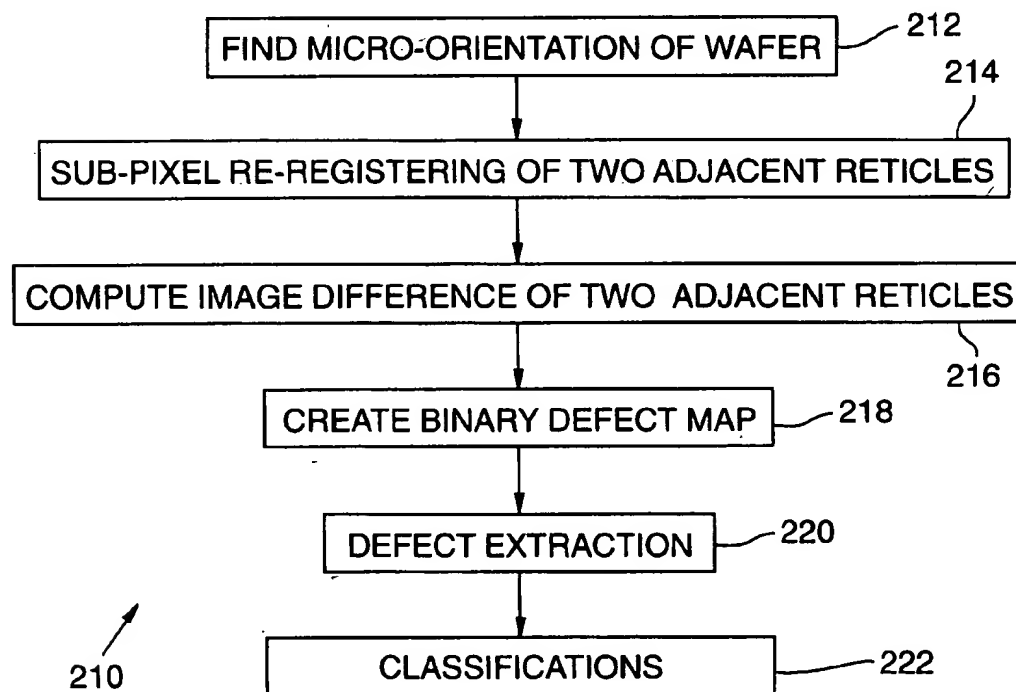 FIND MICRO-ORIENTATION OF WAFER
212
214
SUB-PIXEL RE-REGISTERING OF TWO ADJACENT RETICLES
COMPUTE IMAGE DIFFERENCE OF TWO ADJACENT RETICLES
216
CREATE BINARY DEFECT MAP
218
DEFECT EXTRACTION
220
210
CLASSIFICATIONS
222